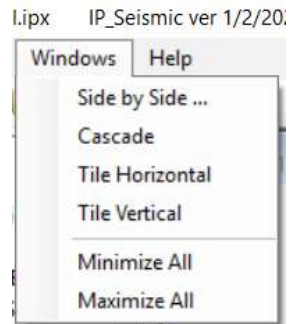 l.ipx IP_Seismic ver 1/2/202
Windows Help
Side by Side ...
Cascade
Tile Horizontal
Tile Vertical
Minimize All
Maximize All